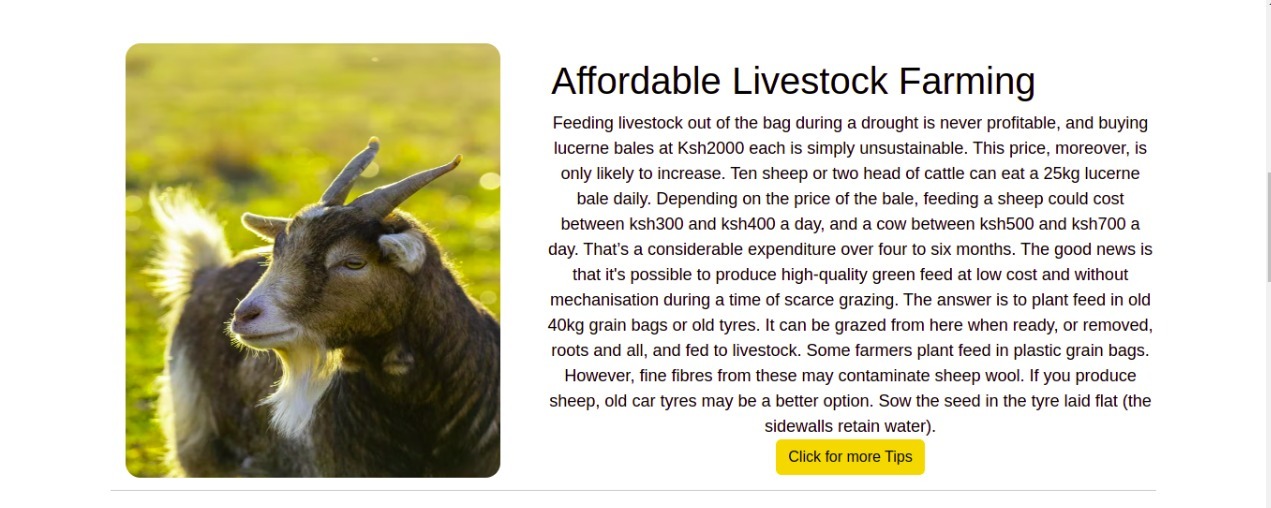 Affordable Livestock Farming
Feeding livestock out of the bag during a drought is never profitable, and buying
lucerne bales at Ksh2000 each is simply unsustainable. This price, moreover, is
only likely to increase. Ten sheep or two head of cattle can eat a 25kg lucerne
bale daily. Depending on the price of the bale, feeding a sheep could cost
between ksh300 and ksh400 a day, and a cow between ksh500 and ksh700 a
day. That's a considerable expenditure over four to six months. The good news is
that it's possible to produce high-quality green feed at low cost and without
mechanisation during a time of scarce grazing. The answer is to plant feed in old
40kg grain bags or old tyres. It can be grazed from here when ready, or removed,
roots and all, and fed to livestock. Some farmers plant feed in plastic grain bags.
However, fine fibres from these may contaminate sheep wool. If you produce
sheep, old car tyres may be a better option. Sow the seed in the tyre laid flat (the
sidewalls retain water).
Click for more Tips